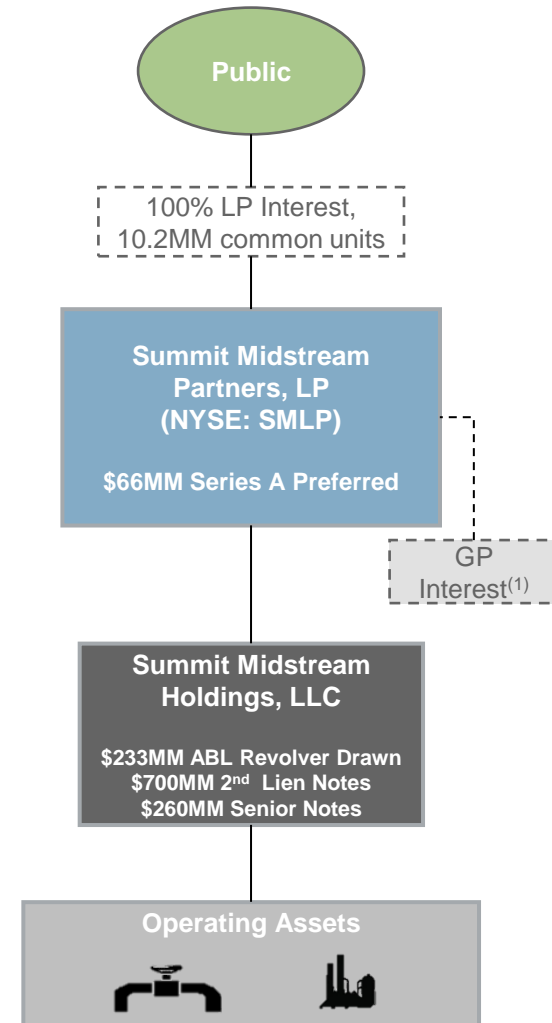 Public
100% LP Interest,
10.2MM common units
Summit Midstream
Partners, LP
(NYSE: SMLP)
$66MM Series A Preferred
GP
Interest(1)
Summit Midstream
Holdings, LLC
$233MM ABL Revolver Drawn
$700MM 2nd Lien Notes
$260MM Senior Notes
Operating Assets